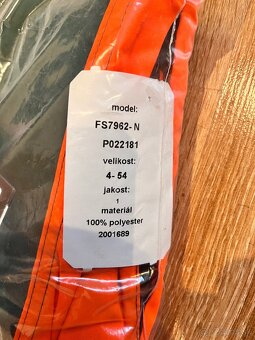 model:
FS7962- N
P022181
velikost:
4- 54
jakost:
1
materiál
100% polyester
2001689